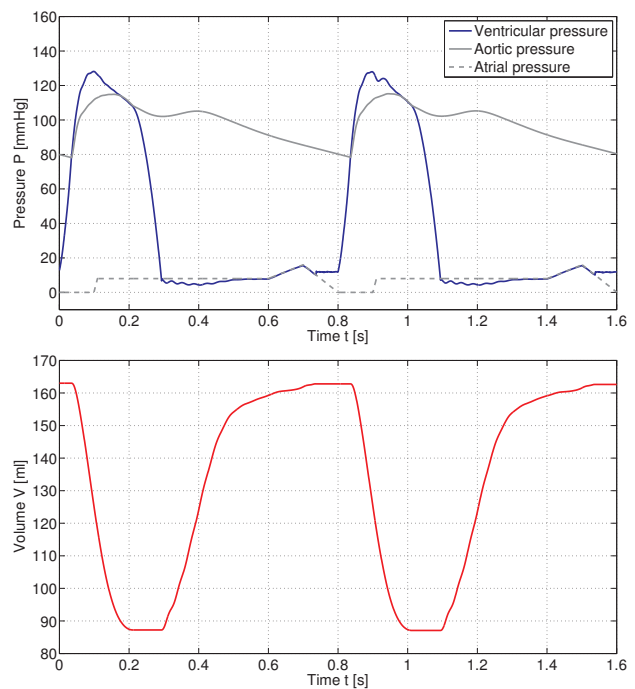 160
140
120
100
80
60
40
20
0
Pressure P [mmHg]
Ventricular pressure
Aortic pressure
Atrial pressure
0 0.2 0.4 0.6 0.8 1 1.2 1.4 1.6
Time t [s]
170
160
150
140
130
120
110
100
90
80
Volume V [ml]
0 0.2 0.4 0.6 0.8 1 1.2 1.4 1.6
Time t [s]